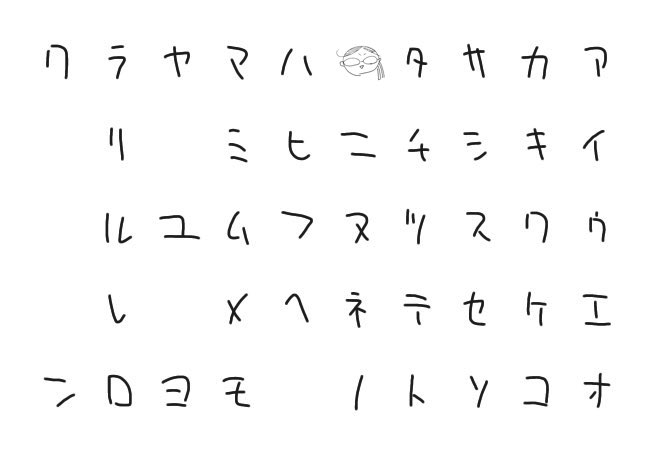 アイウエオ
カキクケコ
サシスセソ
タチツテト
ニヌネノ
ハヒフヘ
マミムメモ
ヤユヨ
ラリルレロ
ワン